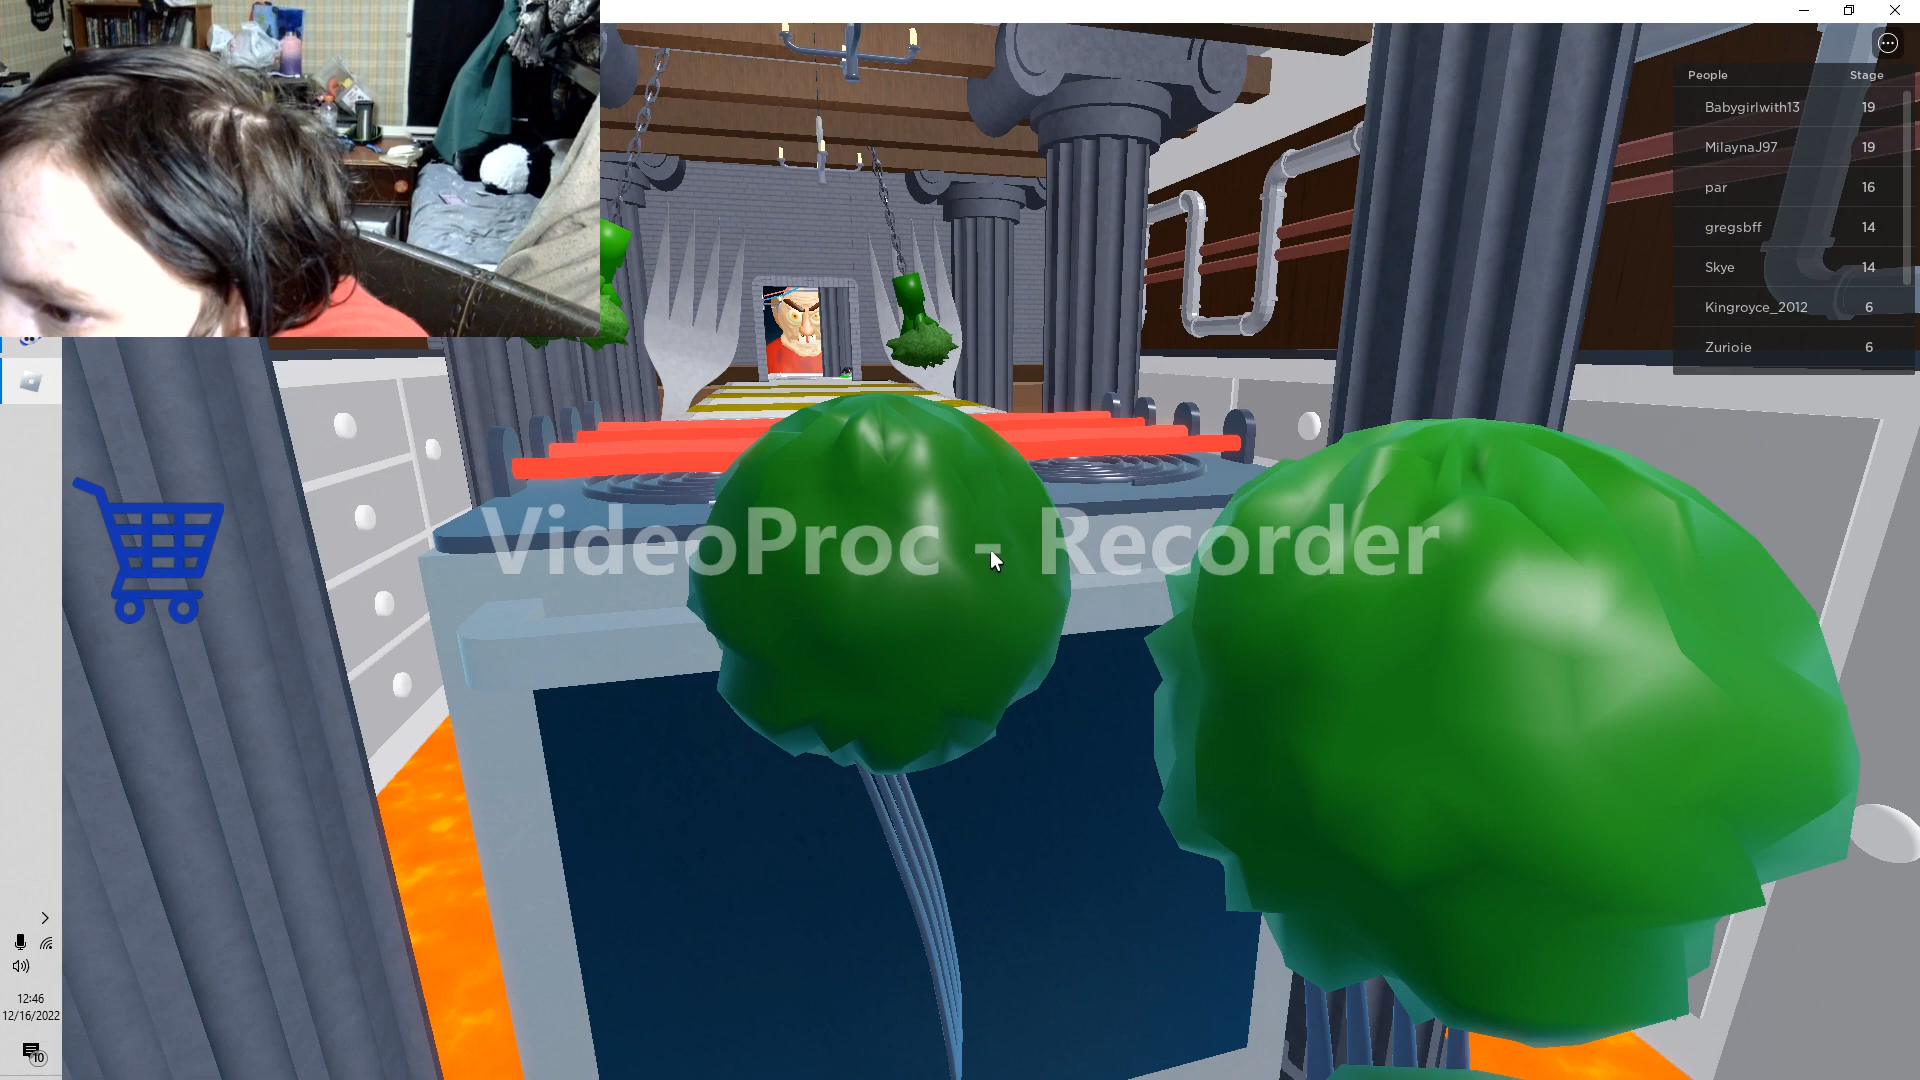 People Stage
Babygirlwith13 19
MilaynaJ97 19
par 16
gregsbff 14
Skye 14
Kingroyce_2012 6
Zurioie 6
VideoProc - Recorder
12:46
12/16/2022
10